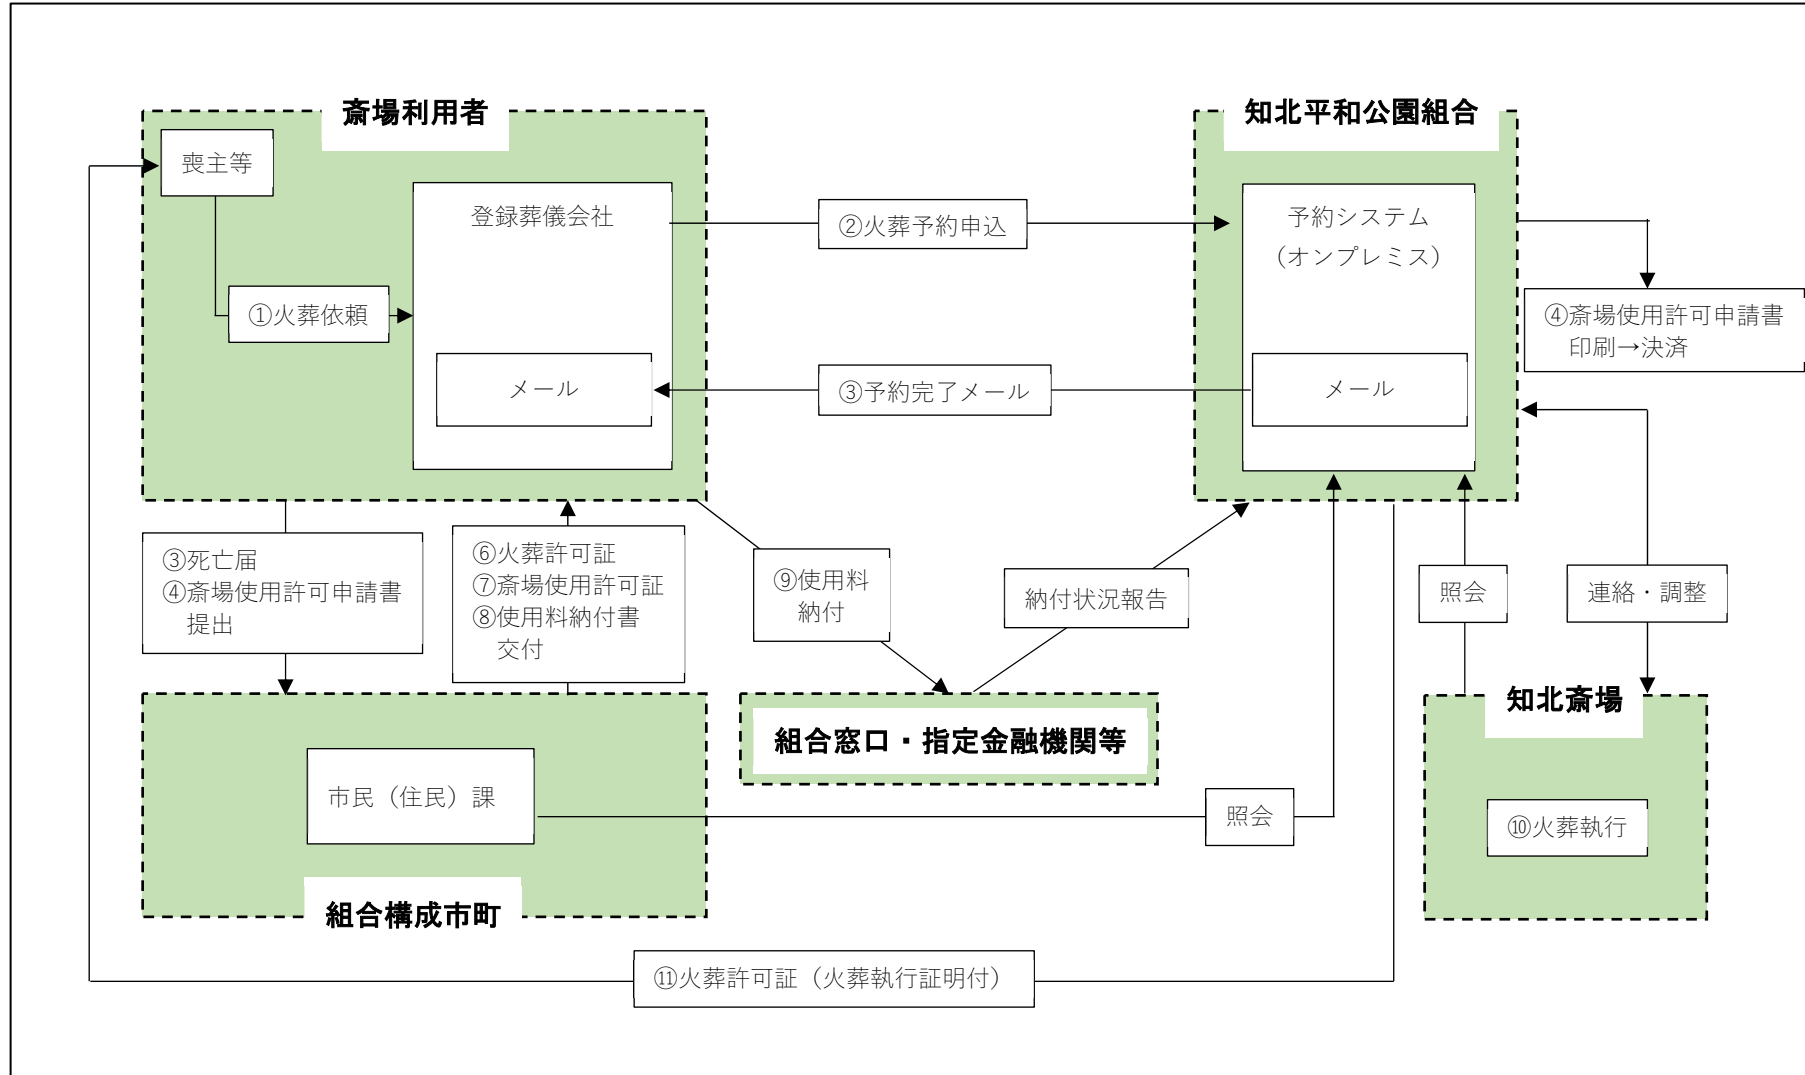 斎場利用者
知北平和公園組合
喪主等
登録葬儀会社
②火葬予約申込
予約システム
（オンプレミス）
①火葬依頼
④斎場使用許可申請書
印刷→決済
メール
③予約完了メール
メール
③死亡届
④斎場使用許可申請書
提出
⑥火葬許可証
⑦斎場使用許可証
⑧使用料納付書
交付
⑨使用料
納付
納付状況報告
照会
連絡・調整
知北斎場
組合窓口・指定金融機関等
市民（住民）課
照会
⑩火葬執行
組合構成市町
⑪火葬許可証（火葬執行証明付）